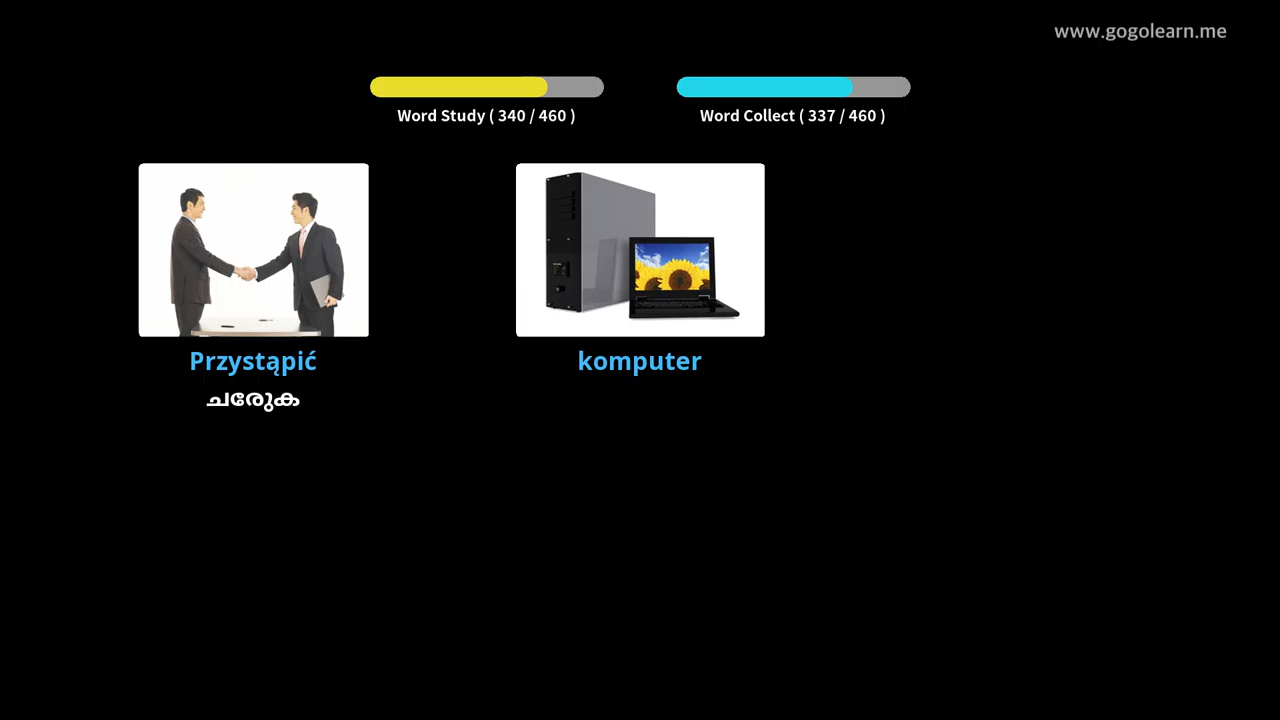 www.gogolearn.me
Word Study ( 340 / 460 )
Word Collect ( 337 / 460 )
Przystąpić
ചേരുക
komputer